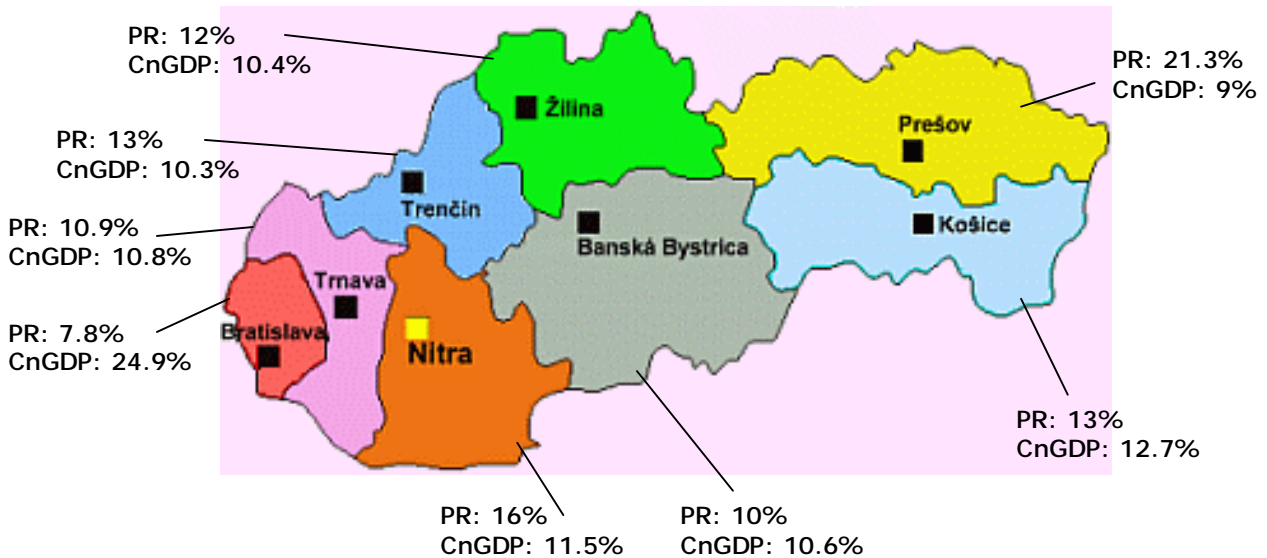 PR: 12%
CnGDP: 10.4%
PR: 21.3%
CnGDP: 9%
Žilina
Prešov
PR: 13%
CnGDP: 10.3%
Trenčín
Košice
Banská Bystrica
PR: 10.9%
CnGDP: 10.8%
Trnava
PR: 7.8%
CnGDP: 24.9%
Bratislava
Nitra
PR: 13%
CnGDP: 12.7%
PR: 16%
CnGDP: 11.5%
PR: 10%
CnGDP: 10.6%